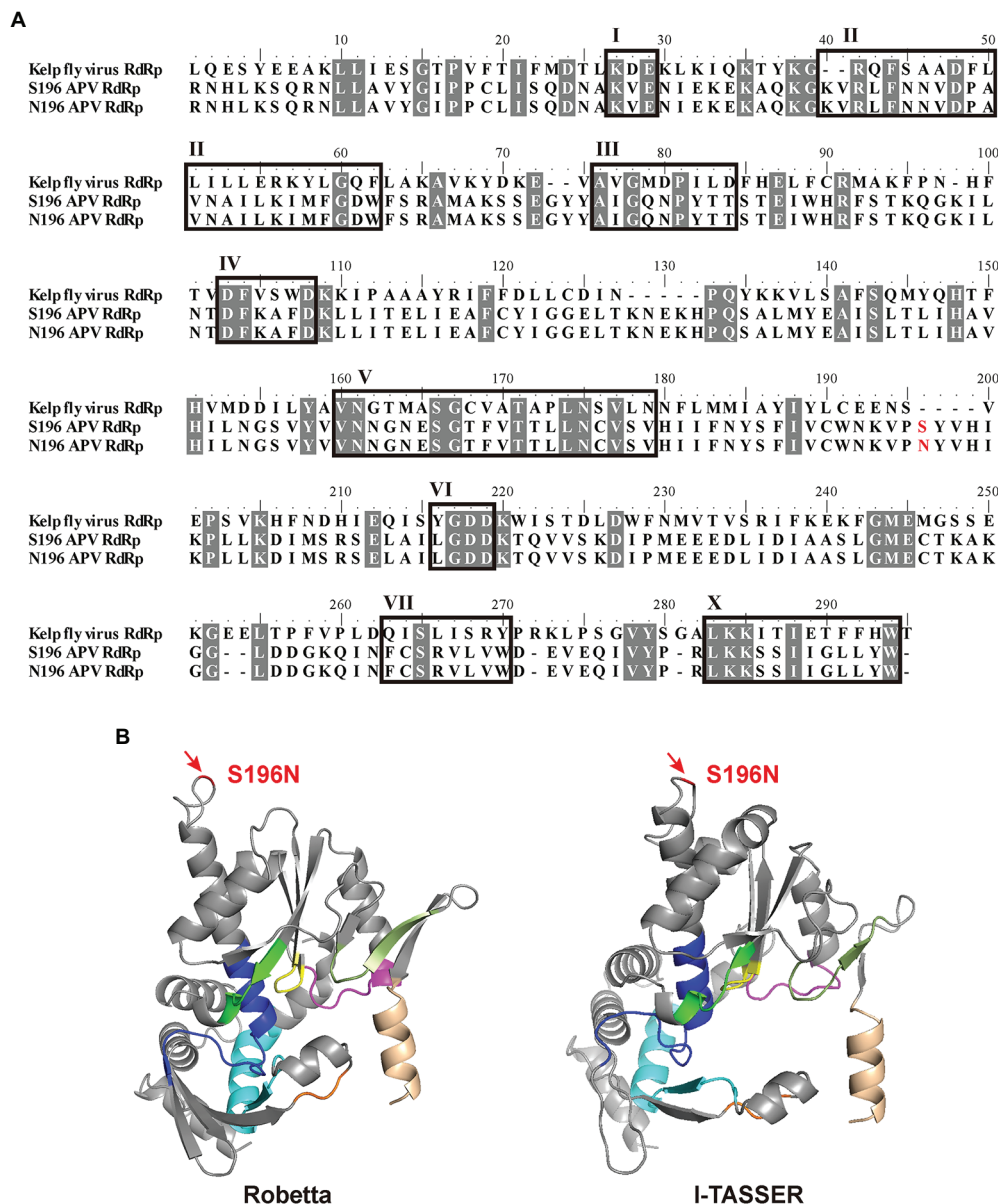 A
10 20 30 40 50
I II
Kelp fly virus RdRp LQESYEEAKLLIESGTPVFTIFMDTLKDEKLKIQKTYKG--RQFSAADFL
S196 APV RdRp RNHLKSQRNLLAVYGIPPCLISQDNAKVENIEKEKAQKGKVRLFNNVDPA
N196 APV RdRp RNHLKSQRNLLAVYGIPPCLISQDNAKVENIEKEKAQKGKVRLFNNVDPA
60 70 80 90 100
II III
Kelp fly virus RdRp LILLERKYLGQFLAKAVKYDKE--VAVGMDPILDFHELFCRMAKFPN-HF
S196 APV RdRp VNAILKIMFGDWFSRAMAKSSEGYYAIGQNPYTTSTEIWHRFSTKQGKIL
N196 APV RdRp VNAILKIMFGDWFSRAMAKSSEGYYAIGQNPYTTSTEIWHRFSTKQGKIL
110 120 130 140 150
IV
Kelp fly virus RdRp TVDFVSWDKKIPAAAYRIFFDLLCDIN-----PQYKKVLSAFSQMYQHTF
S196 APV RdRp NTDFKAFDKLLITELIEAFCYIGGELTKNEKHPQSALMYEAISLTLIHAV
N196 APV RdRp NTDFKAFDKLLITELIEAFCYIGGELTKNEKHPQSALMYEAISLTLIHAV
160 170 180 190 200
V
Kelp fly virus RdRp HVMDDILYAVNGTMASGCVATAPLNSVLNNFLMMIAYIYLCEENS----V
S196 APV RdRp HILNGSVYVVNNGNESGTFVTTLLNCVSVHIIFNYSFIVCWNKVPSYVHI
N196 APV RdRp HILNGSVYVVNNGNESGTFVTTLLNCVSVHIIFNYSFIVCWNKVPNYVHI
210 220 230 240 250
VI
Kelp fly virus RdRp EPSVKHFNDHIEQISYGDDKWISTDLDWFNMVTVSRIFKEKFGMEMGSSE
S196 APV RdRp KPLLKDIMSRSELAILGDDKTQVVSKDIPMEEEDLIDIAASLGMECTKAK
N196 APV RdRp KPLLKDIMSRSELAILGDDKTQVVSKDIPMEEEDLIDIAASLGMECTKAK
260 270 280 290
VII X
Kelp fly virus RdRp KGEELTPFVPLDQISLISRYPRKLPSGVYSGALKKITIETFFHWT
S196 APV RdRp GG--LDDGKQINFCSRVLVWD-EVEQIVYP-RLKKSSIIGLLYW-
N196 APV RdRp GG--LDDGKQINFCSRVLVWD-EVEQIVYP-RLKKSSIIGLLYW-
B
S196N S196N
Robetta I-TASSER